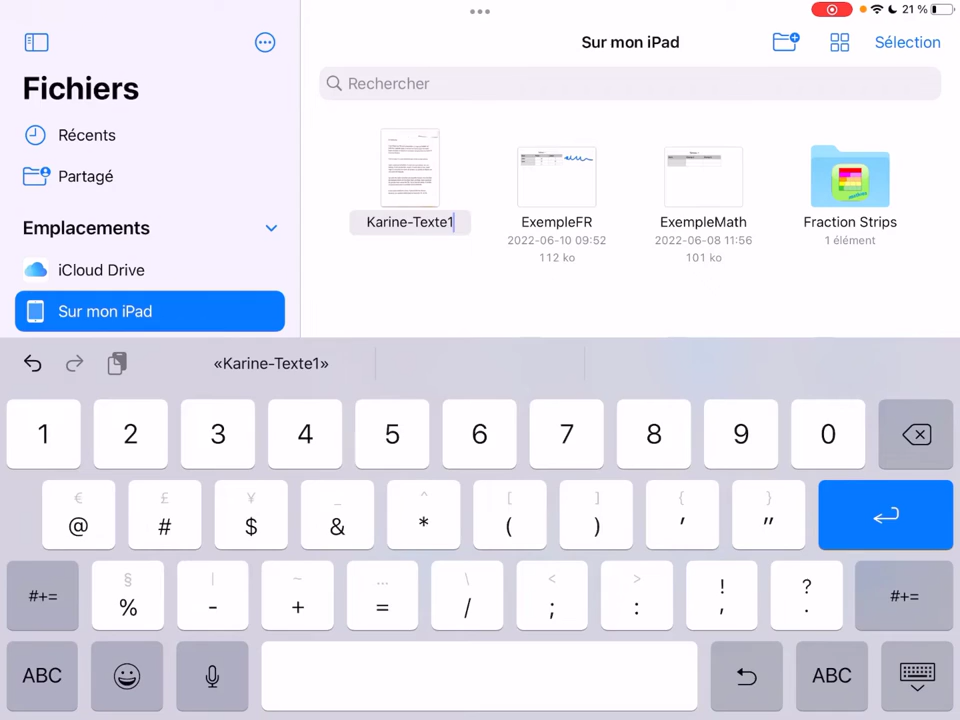 21 %
Sur mon iPad
Sélection
Fichiers
Rechercher
Récents
Partagé
Emplacements
iCloud Drive
Sur mon iPad
Karine-Texte1
ExempleFR
2022-06-10 09:52
112 ko
ExempleMath
2022-06-08 11:56
101 ko
Fraction Strips
1 élément
«Karine-Texte1»
1 2 3 4 5 6 7 8 9 0
€ £ ¥ _ ^ [ ] { }
@ # $ & * ( ) ' "
#+= § | ~ … \ < > ! ? #+=
% - + = / ; : , .
ABC ABC